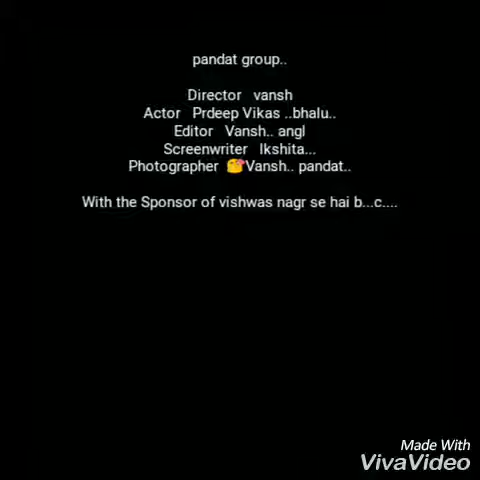 pandat group..
Director vansh
Actor Prdeep Vikas ..bhalu..
Editor Vansh.. angl
Screenwriter Ikshita...
Photographer 😘Vansh.. pandat..
With the Sponsor of vishwas nagr se hai b...c....
Made With
VivaVideo